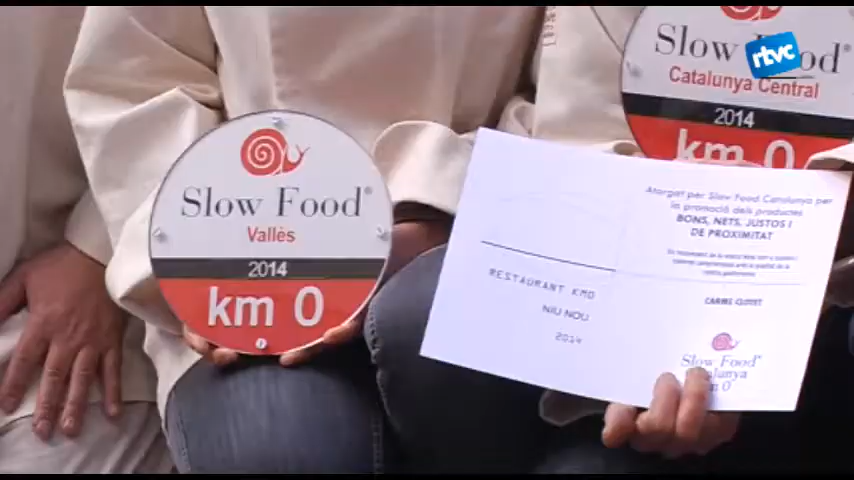 Slow Food®
Vallès
2014
km 0
Slow Food®
Catalunya Central
2014
km 0
rtvc
Atorgat per Slow Food Catalunya per
la promoció dels productes
BONS, NETS, JUSTOS I
DE PROXIMITAT
RESTAURANT KM0
NIU NOU
2014
Slow Food®
Catalunya
km 0